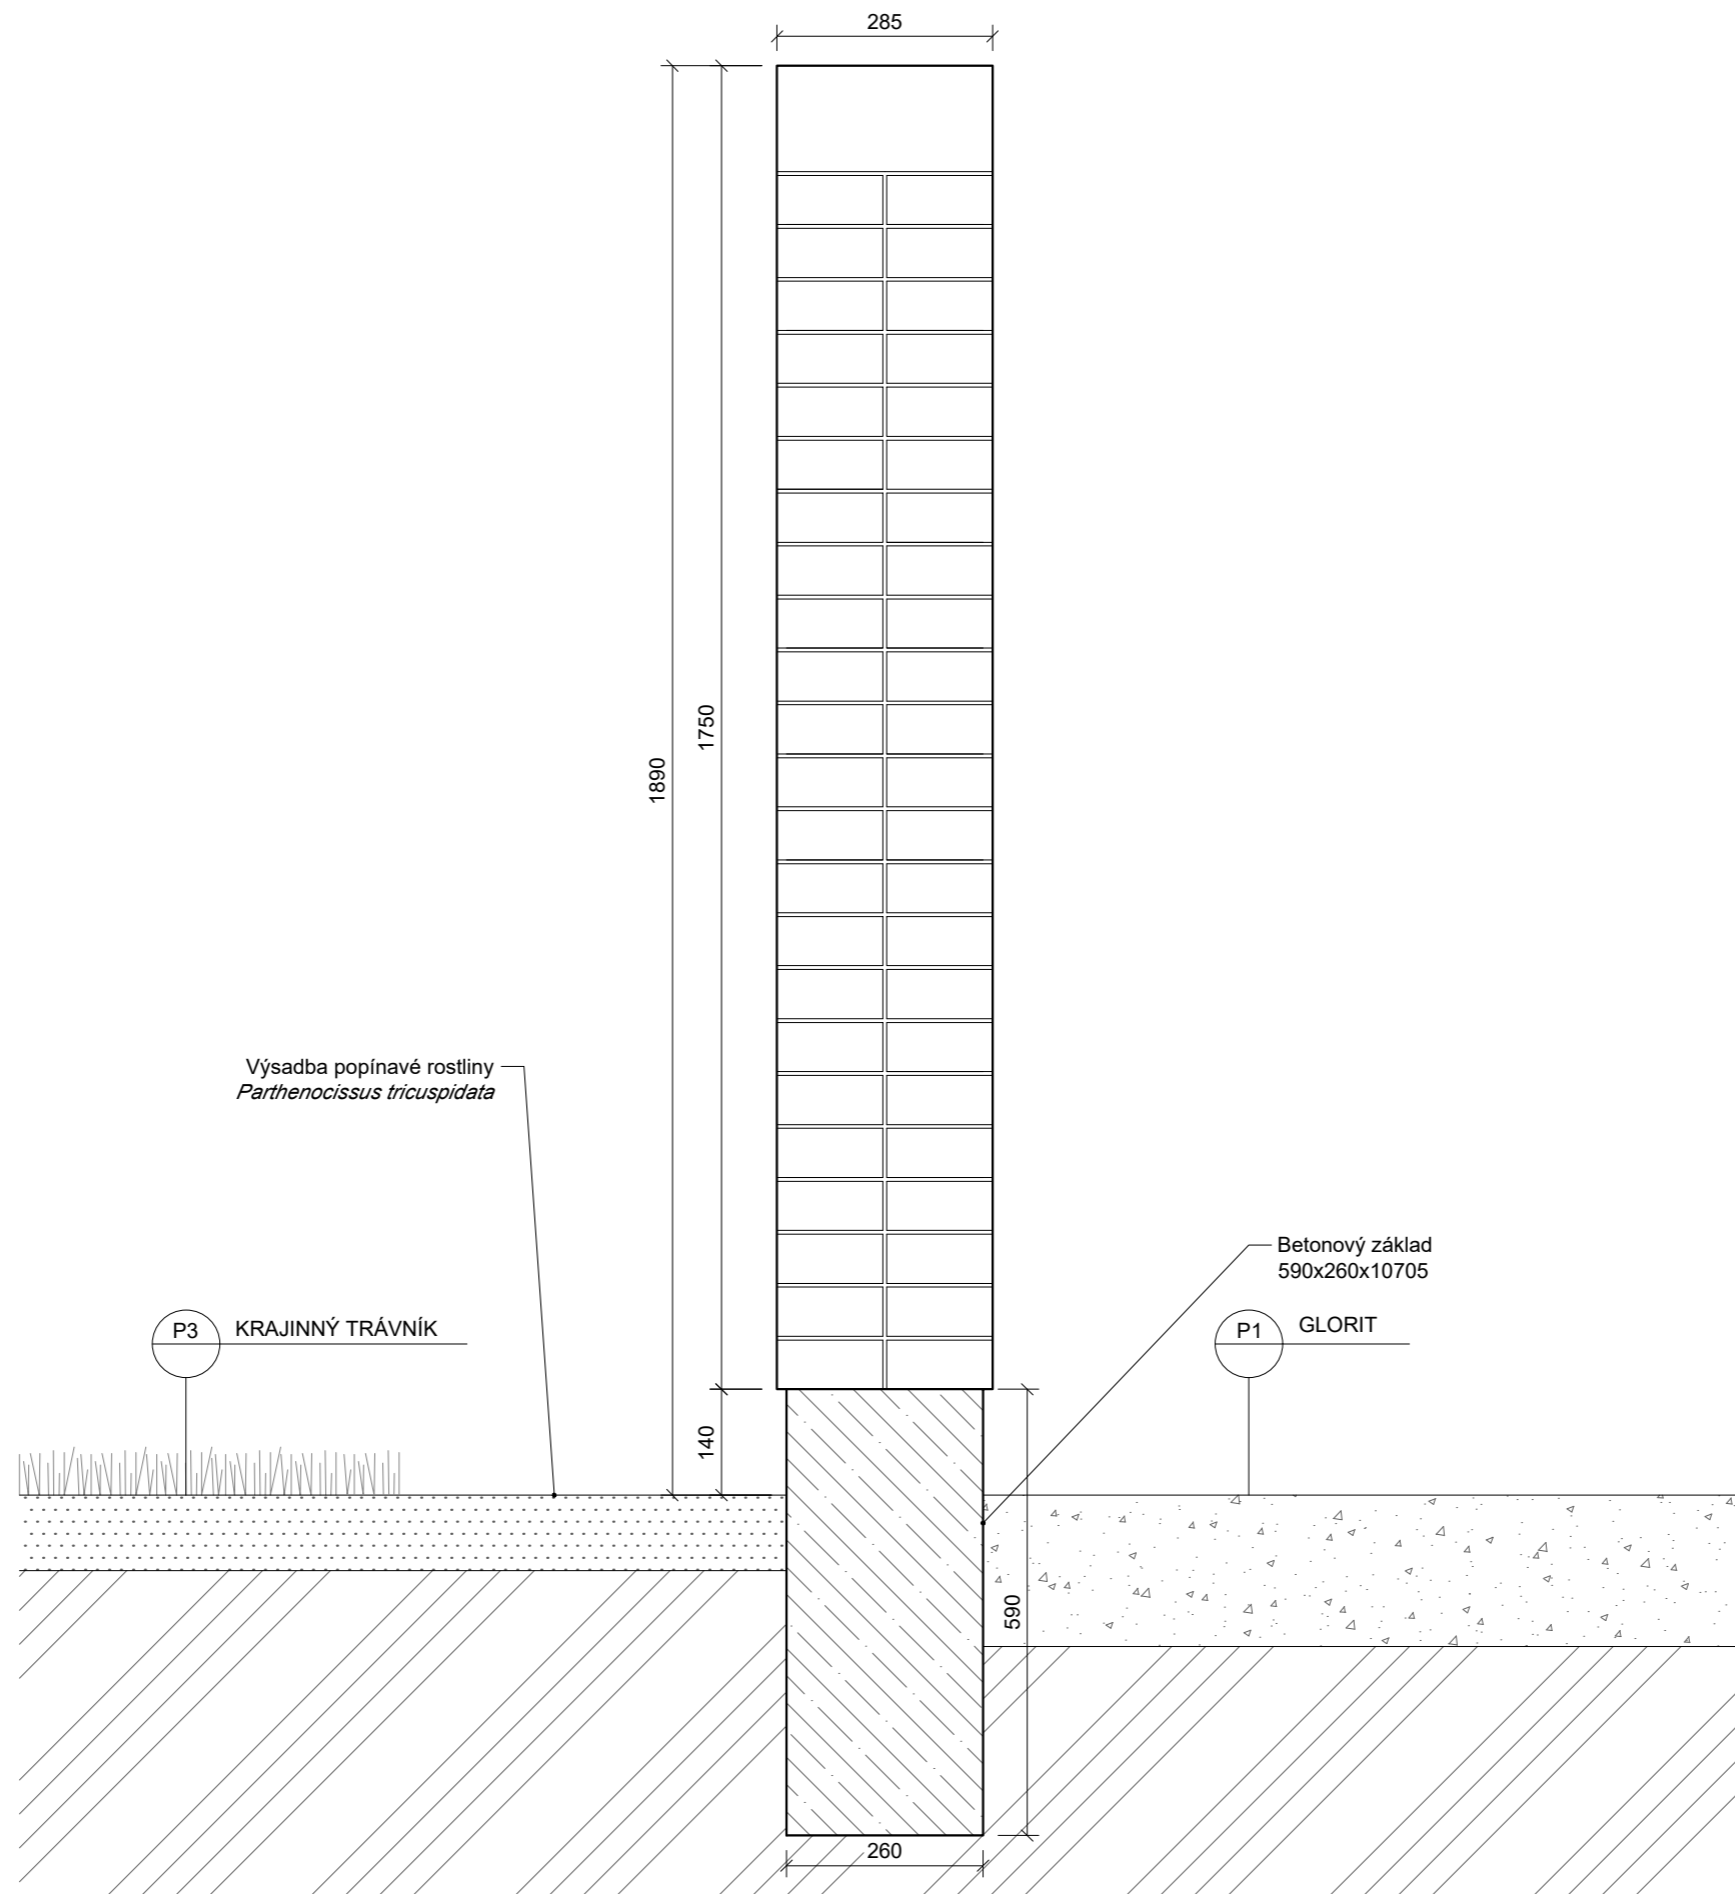 285
1750
1890
Výsadba popínavé rostliny
Parthenocissus tricuspidata
Betonový základ
590x260x10705
P3 KRAJINNÝ TRÁVNÍK
P1 GLORIT
140
590
260